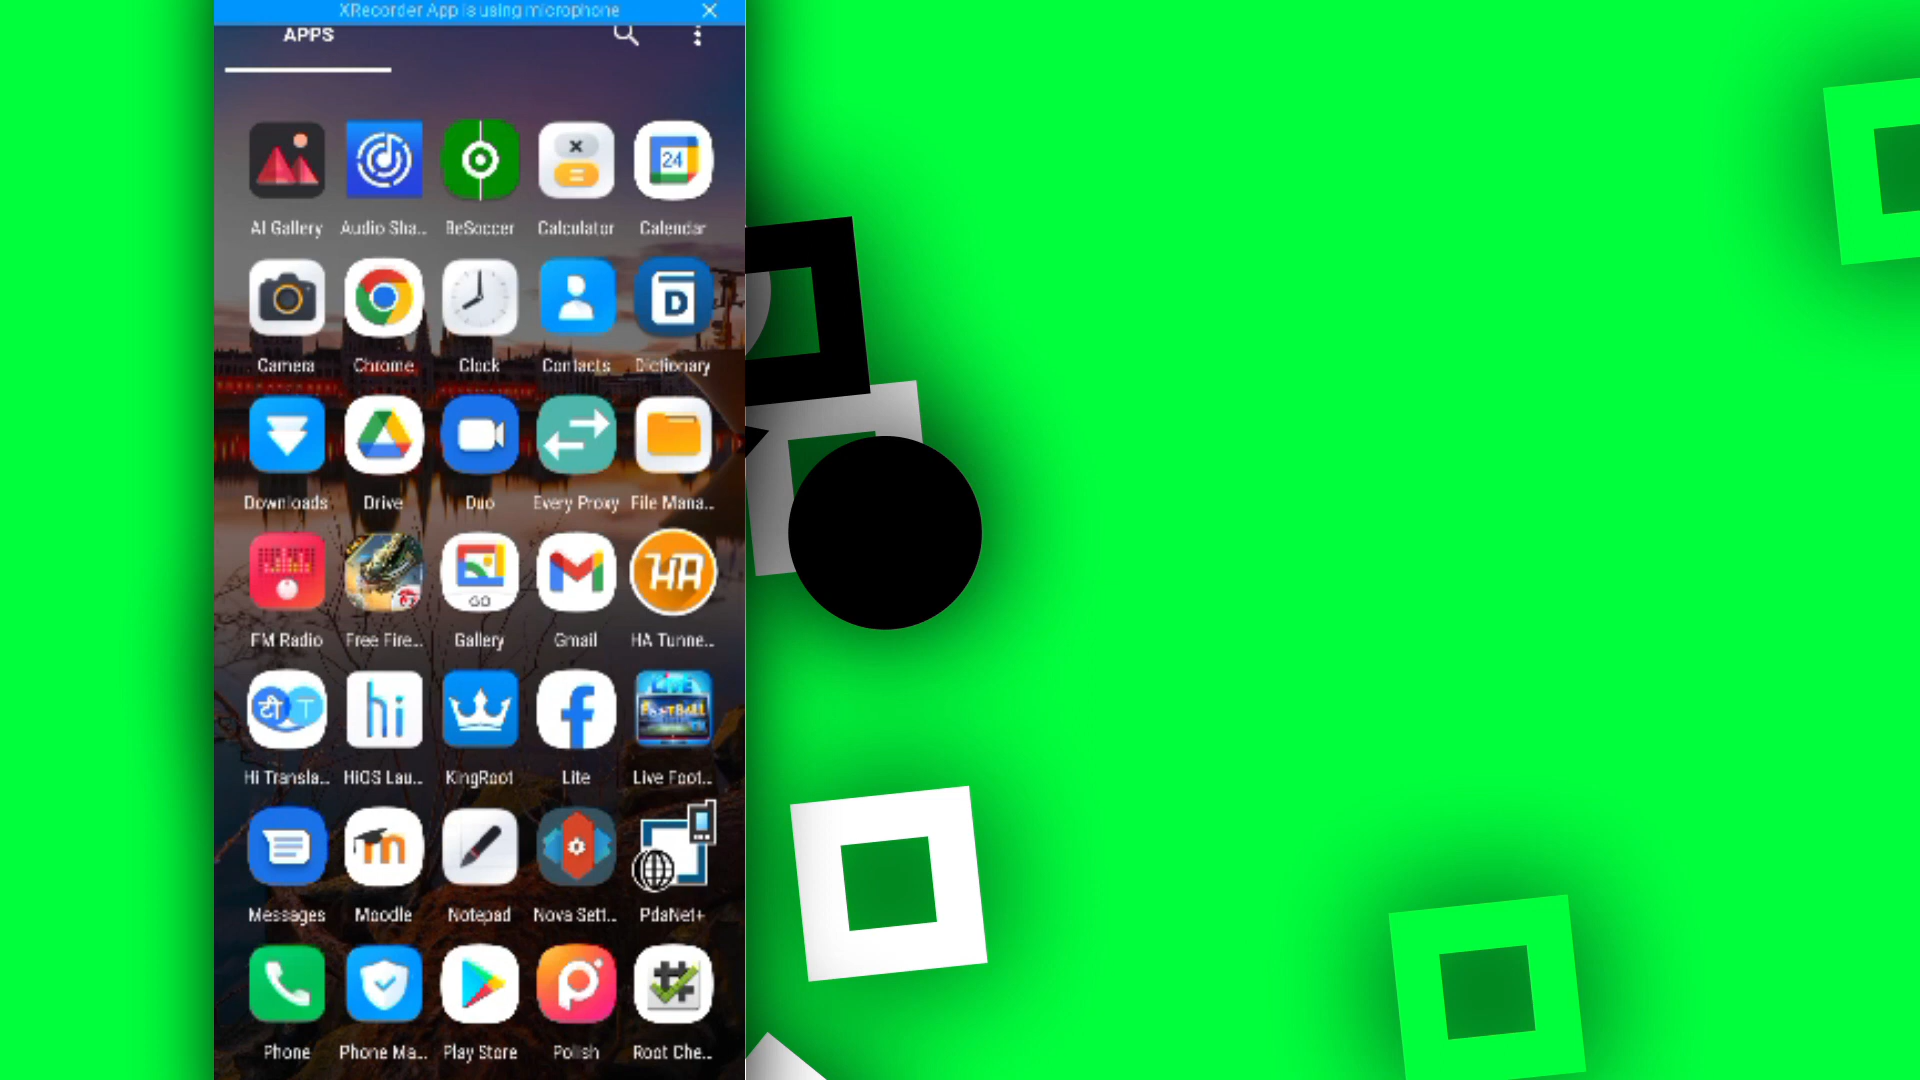 XRecorder App is using microphone
APPS
24
AI Gallery Audio Sha... BeSoccer Calculator Calendar
D
Camera Chrome Clock Contacts Dictionary
Downloads Drive Duo Every Proxy File Mana...
GO HA
FM Radio Free Fire... Gallery Gmail HA Tunne...
टी T hi f LIVE FOOTBALL
Hi Transla... HiOS Lau... KingRoot Lite Live Foot...
m
Messages Moodle Notepad Nova Sett... PdaNet+
Phone Phone Ma... Play Store Polish Root Che...